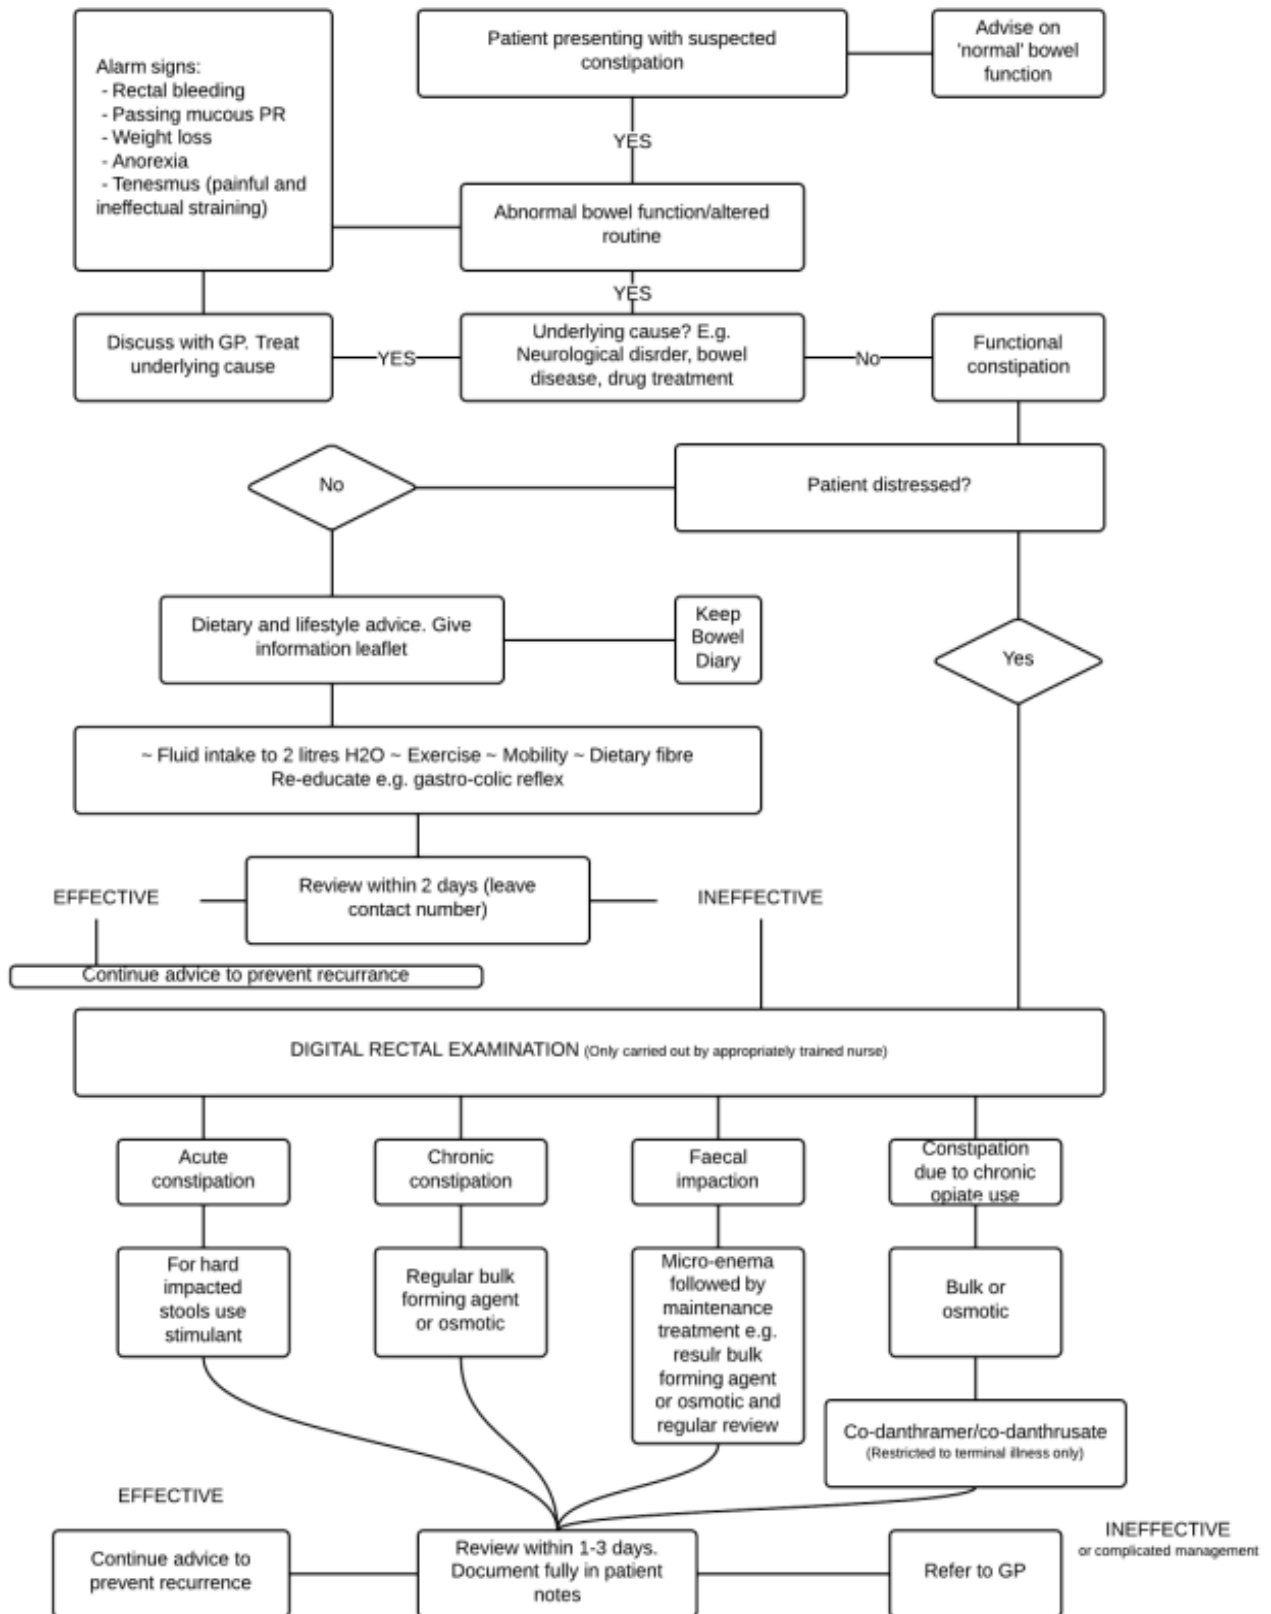 Patient presenting with suspected
constipation
Advise on
'normal' bowel
function
Alarm signs:
- Rectal bleeding
- Passing mucous PR
- Weight loss
- Anorexia
- Tenesmus (painful and
ineffectual straining)
YES
Abnormal bowel function/altered
routine
YES
Discuss with GP. Treat
underlying cause
YES
Underlying cause? E.g.
Neurological disrder, bowel
disease, drug treatment
No
Functional
constipation
No
Patient distressed?
Dietary and lifestyle advice. Give
information leaflet
Keep
Bowel
Diary
Yes
~ Fluid intake to 2 litres H2O ~ Exercise ~ Mobility ~ Dietary fibre
Re-educate e.g. gastro-colic reflex
EFFECTIVE
Review within 2 days (leave
contact number)
INEFFECTIVE
Continue advice to prevent recurrance
DIGITAL RECTAL EXAMINATION (Only carried out by appropriately trained nurse)
Acute
constipation
Chronic
constipation
Faecal
impaction
Constipation
due to chronic
opiate use
For hard
impacted
stools use
stimulant
Regular bulk
forming agent
or osmotic
Micro-enema
followed by
maintenance
treatment e.g.
resulr bulk
forming agent
or osmotic and
regular review
Bulk or
osmotic
Co-danthramer/co-danthrusate
(Restricted to terminal illness only)
EFFECTIVE
Continue advice to
prevent recurrence
Review within 1-3 days.
Document fully in patient
notes
Refer to GP
INEFFECTIVE
or complicated management